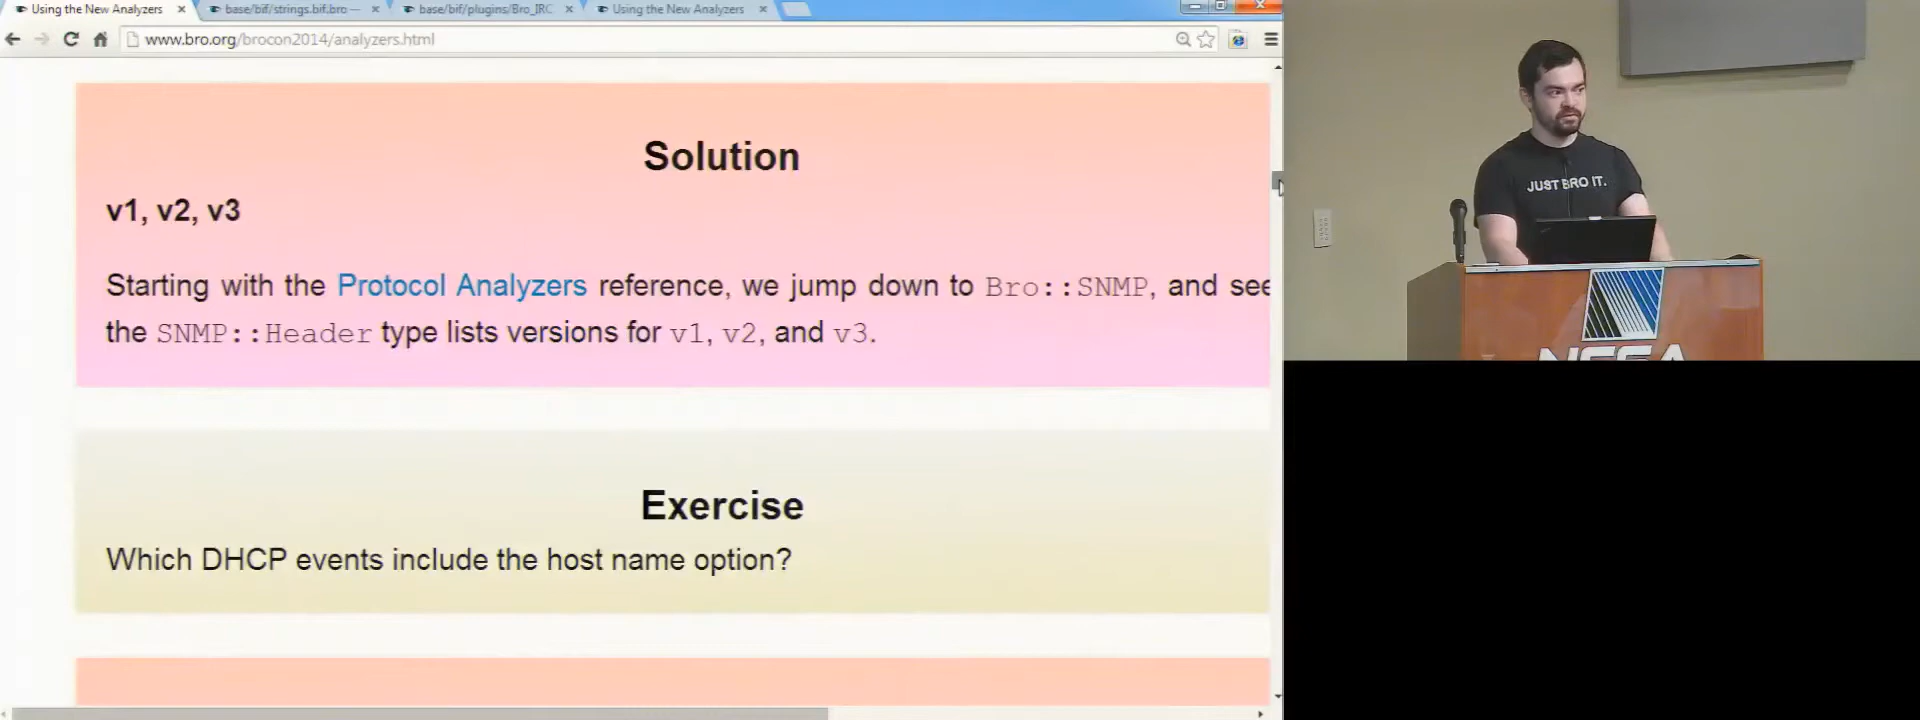 Using the New Analyzers
base/bif/strings.bif.bro —
base/bif/plugins/Bro_IRC
Using the New Analyzers
www.bro.org/brocon2014/analyzers.html
Solution
v1, v2, v3
Starting with the Protocol Analyzers reference, we jump down to Bro::SNMP, and see
the SNMP::Header type lists versions for v1, v2, and v3.
Exercise
Which DHCP events include the host name option?
JUST BRO IT.
NCSA